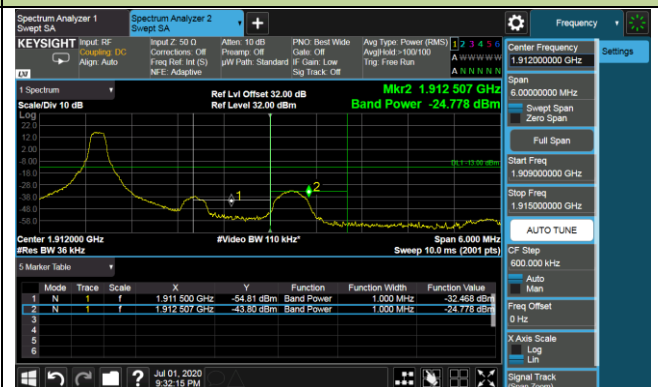 Spectrum Analyzer 1
Swept SA
Spectrum Analyzer 2
Swept SA
+
Frequency
KEYSIGHT
Input: RF
Coupling: DC
Align: Auto
Input Z: 50 Ω
Corrections: Off
Freq Ref: Int (S)
NFE: Adaptive
Atten: 10 dB
Preamp: Off
µW Path: Standard
PNO: Best Wide
Gate: Off
IF Gain: Low
Sig Track: Off
Avg Type: Power (RMS)
Avg|Hold:>100/100
Trig: Free Run
1 2 3 4 5 6
A W W W W W
A N N N N N
LXI
1 Spectrum
Scale/Div 10 dB
Ref Lvl Offset 32.00 dB
Ref Level 32.00 dBm
Mkr2 1.912 507 GHz
Band Power -24.778 dBm
Log
22.0
12.0
2.00
-8.00
-18.0
-28.0
-38.0
-48.0
-58.0
DL1 -13.00 dBm
1
2
Center 1.912000 GHz
#Res BW 36 kHz
#Video BW 110 kHz*
Span 6.000 MHz
Sweep 10.0 ms (2001 pts)
5 Marker Table
Mode Trace Scale X Y Function Function Width Function Value
1 N 1 f 1.911 500 GHz -54.81 dBm Band Power 1.000 MHz -32.468 dBm
2 N 1 f 1.912 507 GHz -43.80 dBm Band Power 1.000 MHz -24.778 dBm
3
4
5
6
Jul 01, 2020
9:32:15 PM
Center Frequency
1.912000000 GHz
Settings
Span
6.00000000 MHz
Swept Span
Zero Span
Full Span
Start Freq
1.909000000 GHz
Stop Freq
1.915000000 GHz
AUTO TUNE
CF Step
600.000 kHz
Auto
Man
Freq Offset
0 Hz
X Axis Scale
Log
Lin
Signal Track
(Span Zoom)